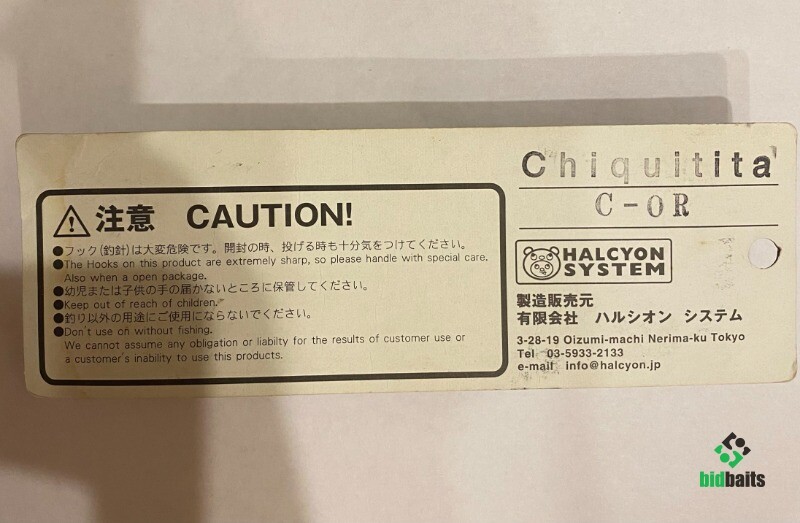 注意 CAUTION!
●フック(釣針)は大変危険です。開封の時、投げる時も十分気をつけてください。
●The Hooks on this product are extremely sharp, so please handle with special care.
Also when a open package.
●幼児または子供の手の届かないところに保管してください。
●Keep out of reach of children.
●釣り以外の用途にご使用にならないでください。
●Don't use oh without fishing.
We cannot assume any obligation or liabilty for the results of customer use or
a customer's inability to use this products.
Chiquitita
C-OR
HALCYON
SYSTEM
製造販売元
有限会社 ハルシオン システム
3-28-19 Oizumi-machi Nerima-ku Tokyo
Tel 03-5933-2133
e-mail info@halcyon.jp
bidbaits